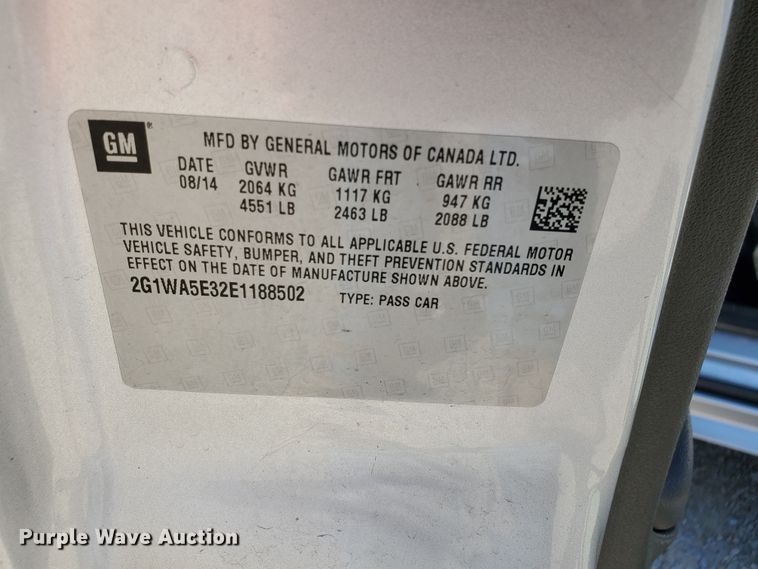 GM
MFD BY GENERAL MOTORS OF CANADA LTD.
DATE GVWR GAWR FRT GAWR RR
08/14 2064 KG 1117 KG 947 KG
4551 LB 2463 LB 2088 LB
THIS VEHICLE CONFORMS TO ALL APPLICABLE U.S. FEDERAL MOTOR
VEHICLE SAFETY, BUMPER, AND THEFT PREVENTION STANDARDS IN
EFFECT ON THE DATE OF MANUFACTURE SHOWN ABOVE.
2G1WA5E32E1188502 TYPE: PASS CAR
Purple Wave Auction
Purple Wave Auction